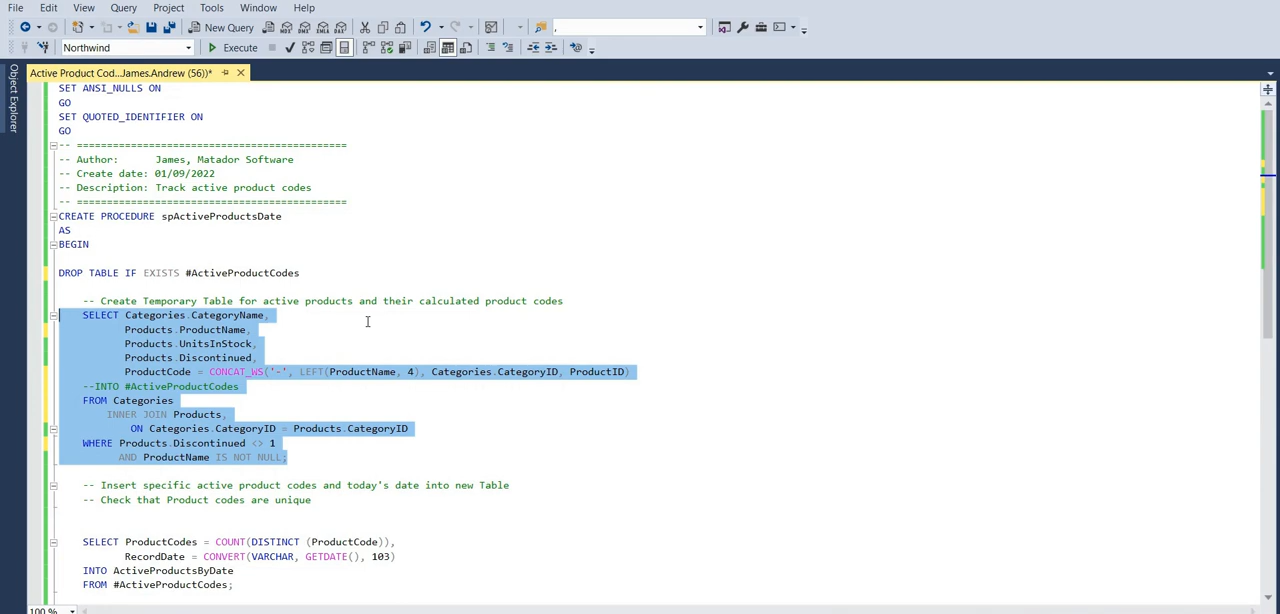 File Edit View Query Project Tools Window Help
New Query ,
Northwind Execute
Object Explorer
Active Product Cod...James.Andrew (56))*
SET ANSI_NULLS ON
GO
SET QUOTED_IDENTIFIER ON
GO
-- =============================================
-- Author: James, Matador Software
-- Create date: 01/09/2022
-- Description: Track active product codes
-- =============================================
CREATE PROCEDURE spActiveProductsDate
AS
BEGIN
DROP TABLE IF EXISTS #ActiveProductCodes
-- Create Temporary Table for active products and their calculated product codes
SELECT Categories.CategoryName,
Products.ProductName,
Products.UnitsInStock,
Products.Discontinued,
ProductCode = CONCAT_WS('-', LEFT(ProductName, 4), Categories.CategoryID, ProductID)
--INTO #ActiveProductCodes
FROM Categories
INNER JOIN Products,
ON Categories.CategoryID = Products.CategoryID
WHERE Products.Discontinued <> 1
AND ProductName IS NOT NULL;
-- Insert specific active product codes and today's date into new Table
-- Check that Product codes are unique
SELECT ProductCodes = COUNT(DISTINCT (ProductCode)),
RecordDate = CONVERT(VARCHAR, GETDATE(), 103)
INTO ActiveProductsByDate
FROM #ActiveProductCodes;
100 %